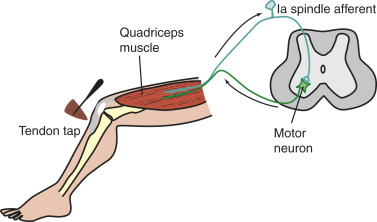 Ia spindle afferent
Quadriceps
muscle
Tendon tap
Motor
neuron